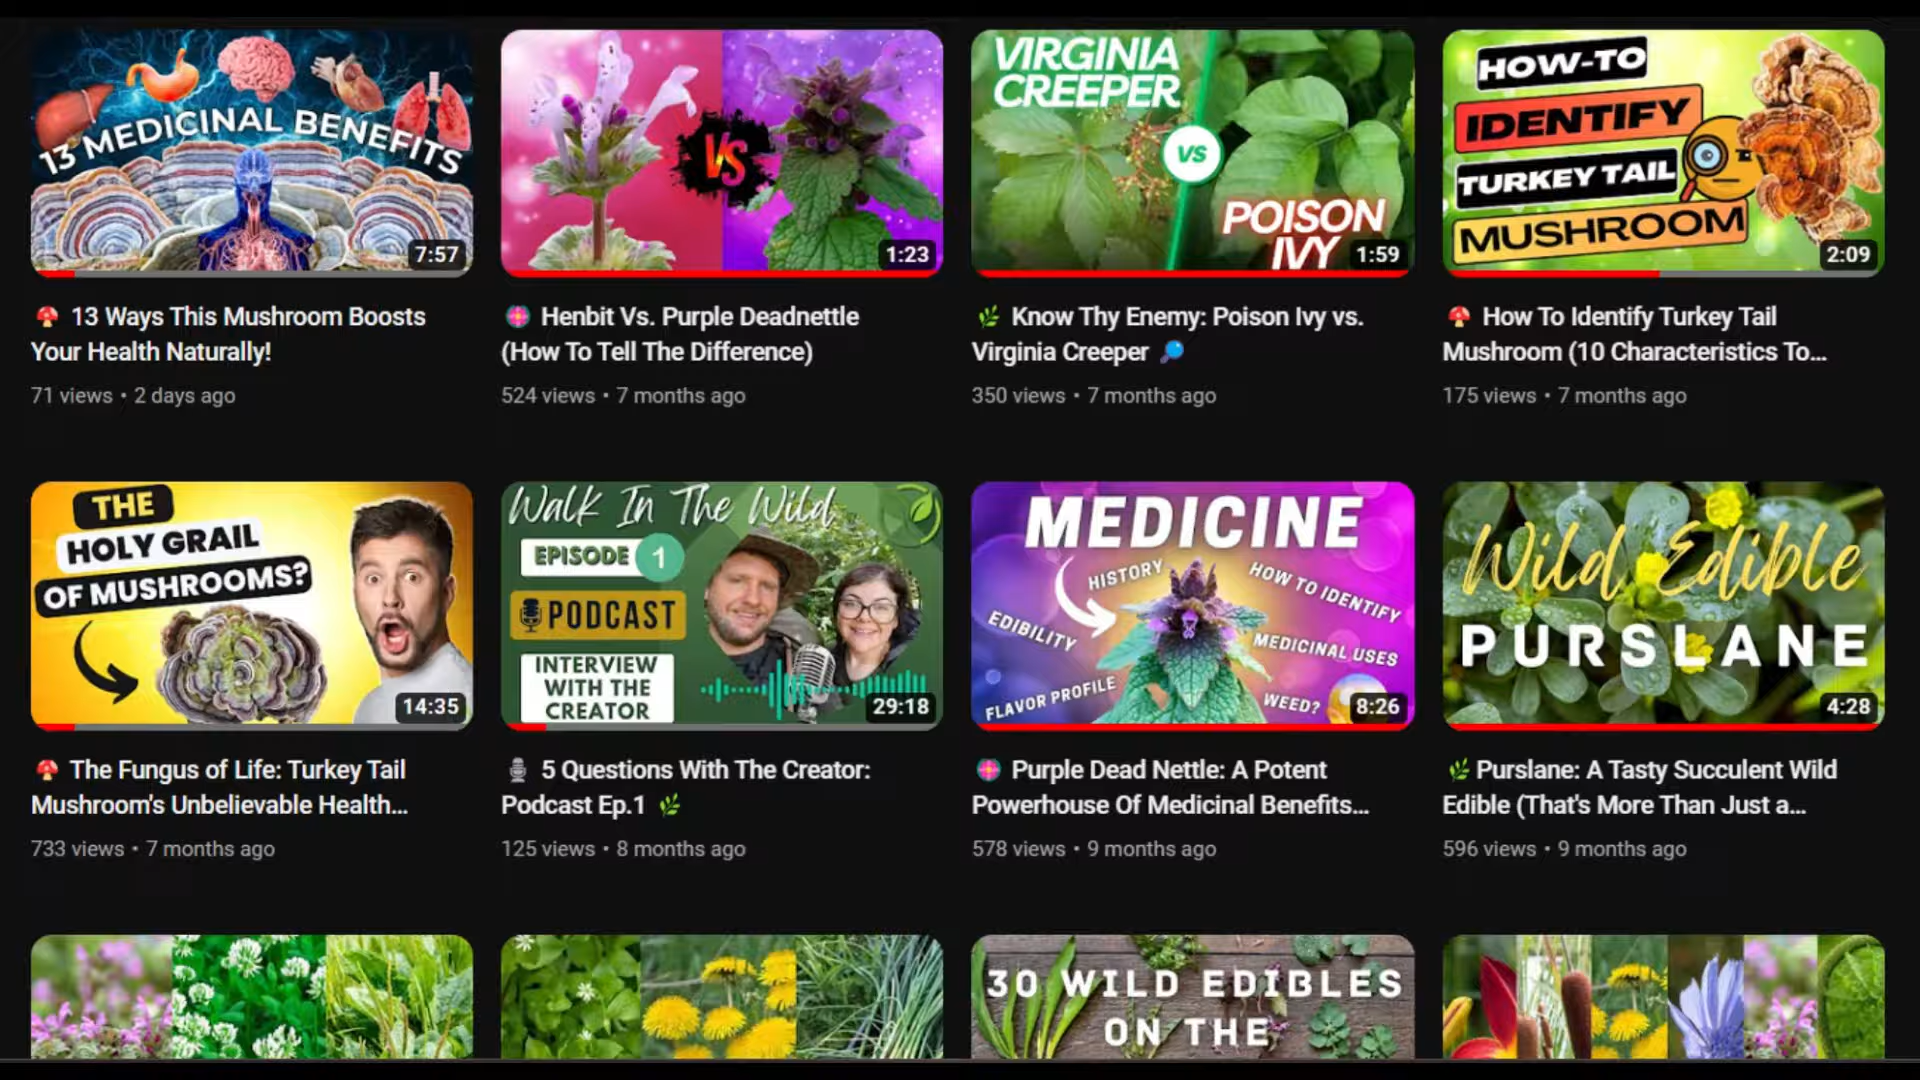 13 MEDICINAL BENEFITS
7:57
VS
1:23
VIRGINIA
CREEPER
VS
POISON
IVY
1:59
HOW-TO
IDENTIFY
TURKEY TAIL
MUSHROOM
2:09
13 Ways This Mushroom Boosts
Your Health Naturally!
71 views • 2 days ago
Henbit Vs. Purple Deadnettle
(How To Tell The Difference)
524 views • 7 months ago
Know Thy Enemy: Poison Ivy vs.
Virginia Creeper
350 views • 7 months ago
How To Identify Turkey Tail
Mushroom (10 Characteristics To...
175 views • 7 months ago
THE
HOLY GRAIL
OF MUSHROOMS?
14:35
Walk In The Wild
EPISODE 1
PODCAST
INTERVIEW
WITH THE
CREATOR
29:18
MEDICINE
HISTORY
HOW TO IDENTIFY
EDIBILITY
MEDICINAL USES
FLAVOR PROFILE
WEED?
8:26
Wild Edible
PURSLANE
4:28
The Fungus of Life: Turkey Tail
Mushroom's Unbelievable Health...
733 views • 7 months ago
5 Questions With The Creator:
Podcast Ep.1
125 views • 8 months ago
Purple Dead Nettle: A Potent
Powerhouse Of Medicinal Benefits...
578 views • 9 months ago
Purslane: A Tasty Succulent Wild
Edible (That's More Than Just a...
596 views • 9 months ago
30 WILD EDIBLES
ON THE